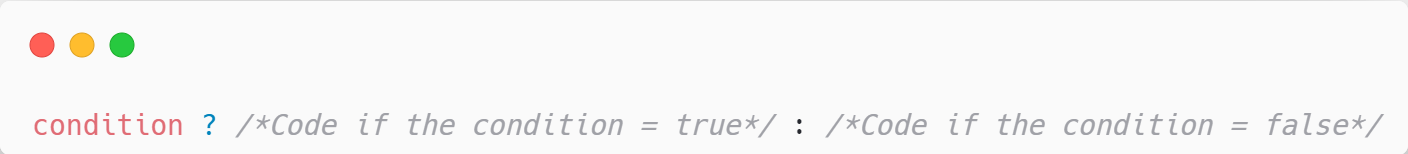 condition ? /*Code if the condition = true*/ : /*Code if the condition = false*/